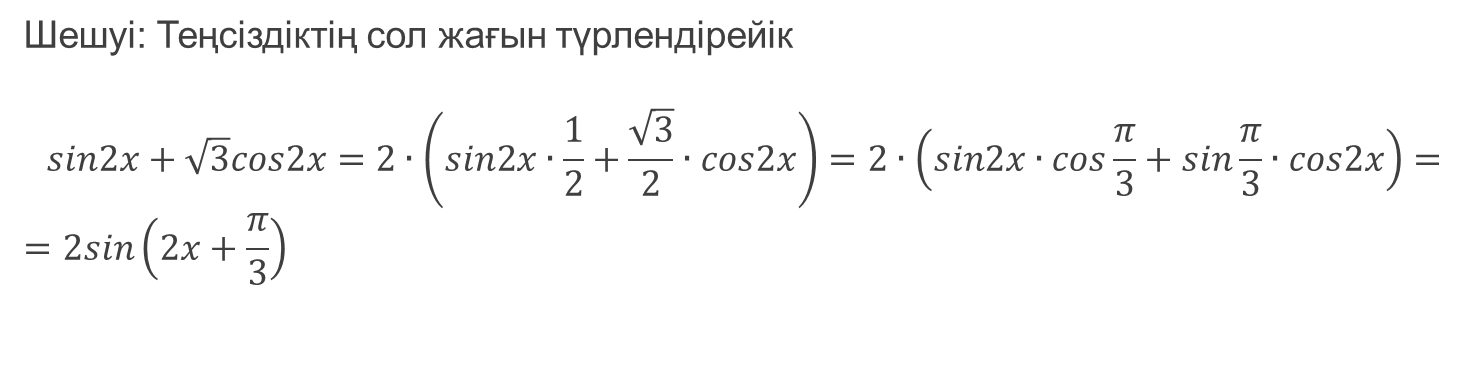 Шешуі: Теңсіздіктің сол жағын түрлендірейік
sin2x + √3cos2x = 2 · (sin2x · 1/2 + √3/2 · cos2x) = 2 · (sin2x · cos π/3 + sin π/3 · cos2x) =
= 2sin(2x + π/3)